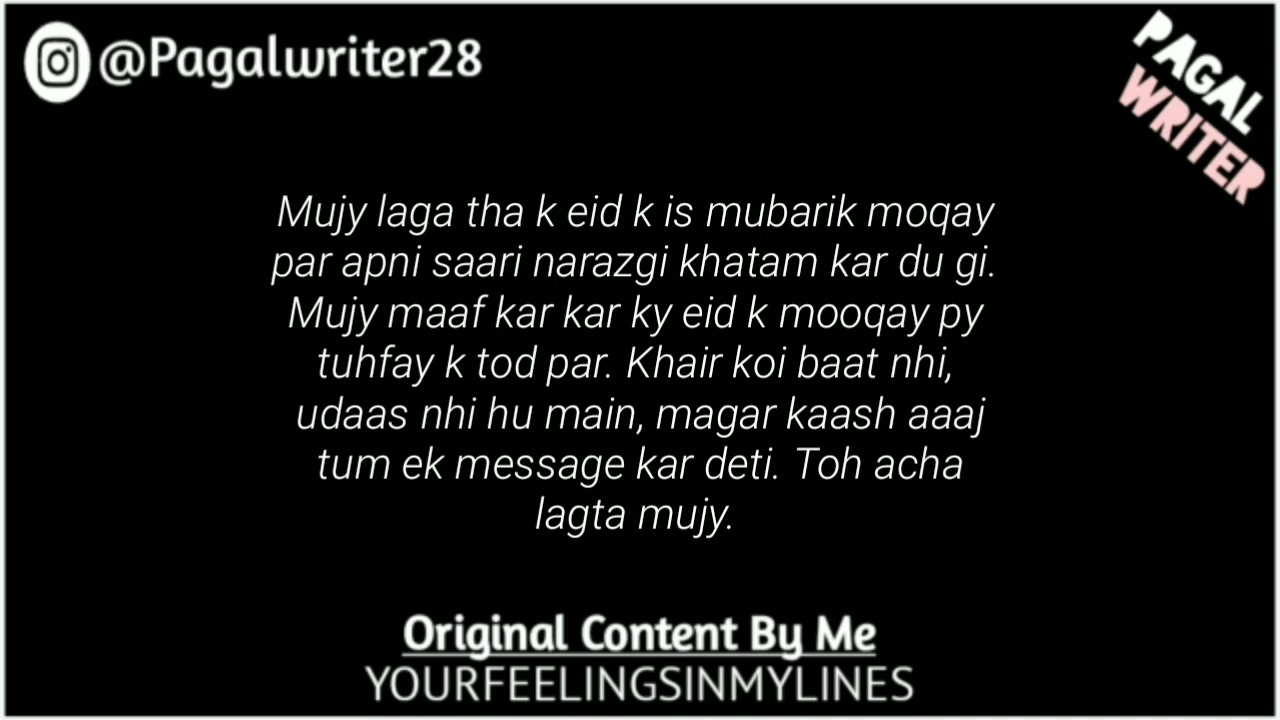 @Pagalwriter28
PAGAL
WRITER
Mujy laga tha k eid k is mubarik moqay
par apni saari narazgi khatam kar du gi.
Mujy maaf kar kar ky eid k mooqay py
tuhfay k tod par. Khair koi baat nhi,
udaas nhi hu main, magar kaash aaaj
tum ek message kar deti. Toh acha
lagta mujy.
Original Content By Me
YOURFEELINGSINMYLINES